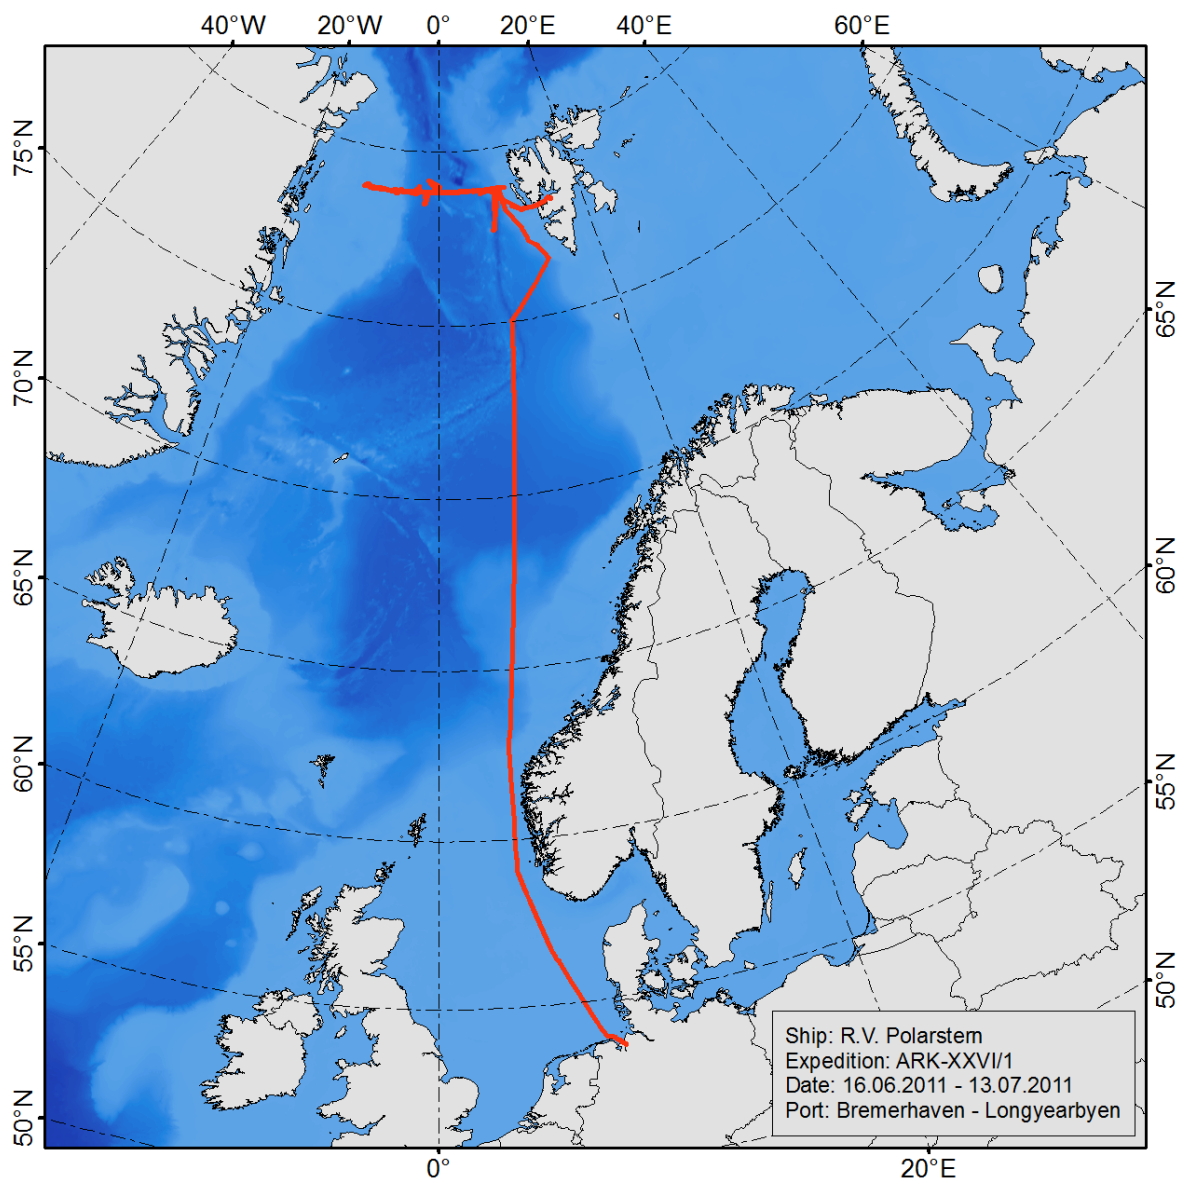 40°W 20°W 0° 20°E 40°E 60°E
75°N
70°N
65°N
60°N
55°N
50°N
65°N
60°N
55°N
50°N
Ship: R.V. Polarstern
Expedition: ARK-XXVI/1
Date: 16.06.2011 - 13.07.2011
Port: Bremerhaven - Longyearbyen
0° 20°E